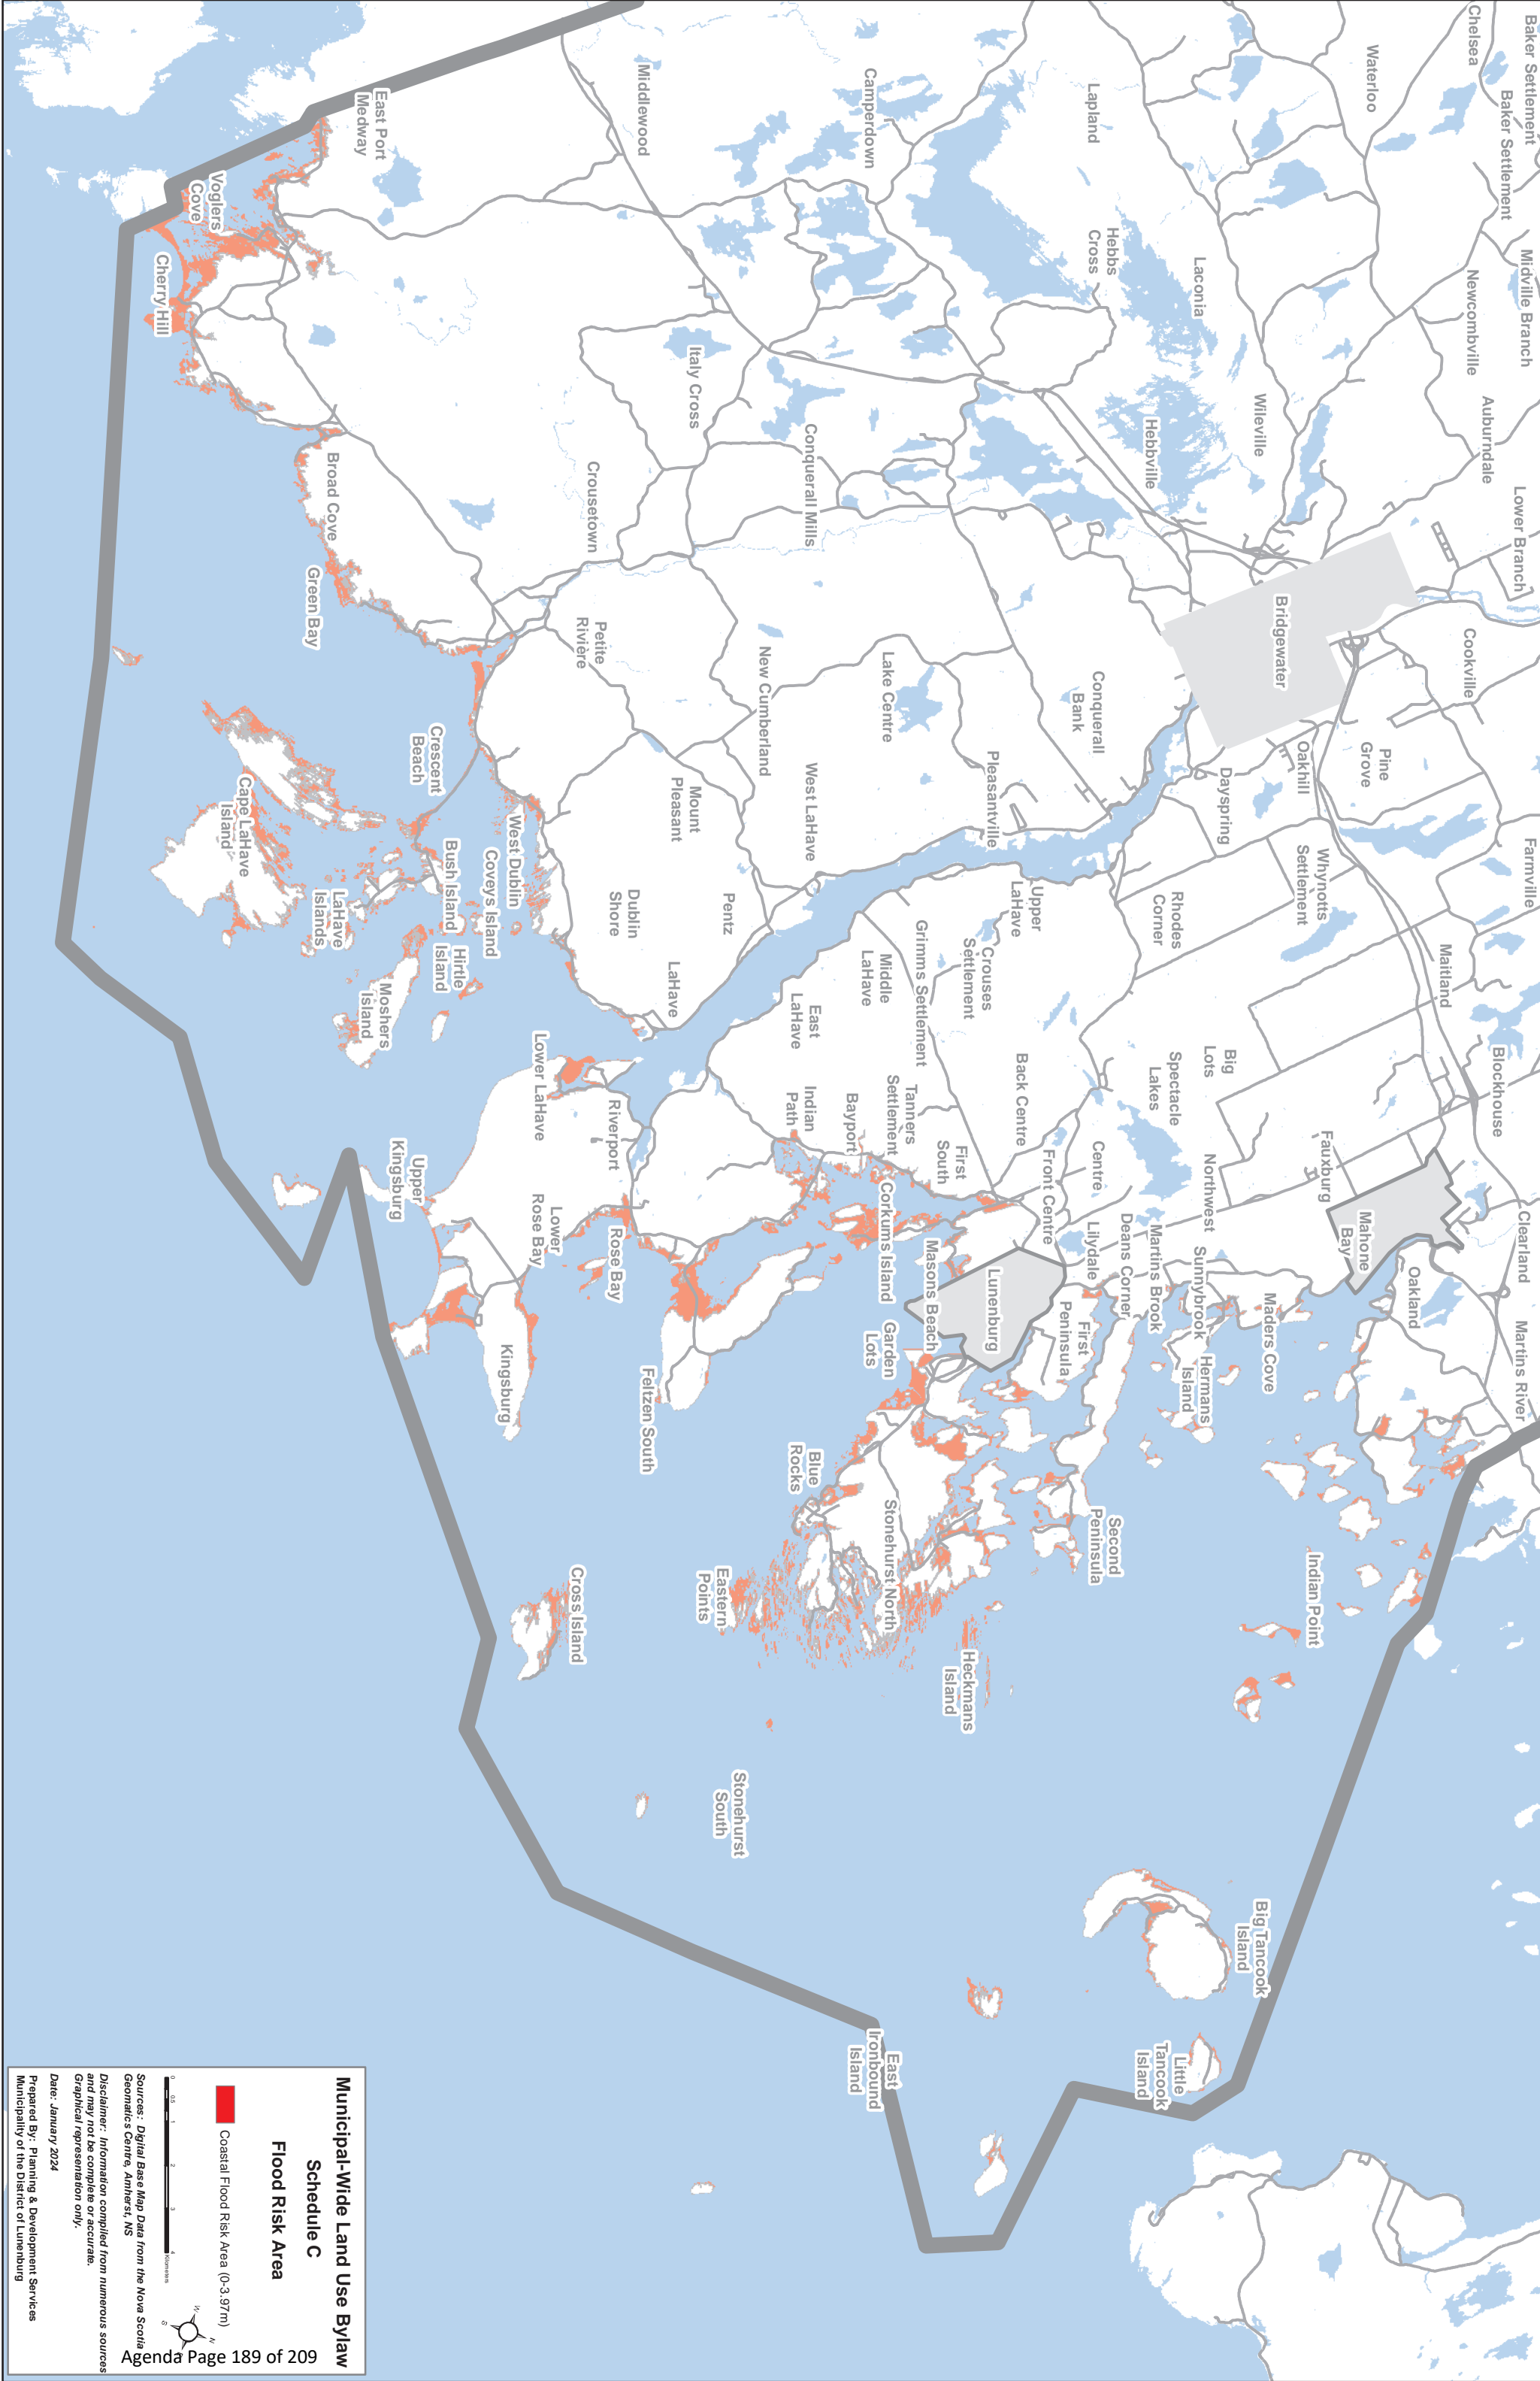 Baker Settlement
Baker Settlement
Chelsea
Waterloo
Midville Branch
Newcombville
Auburndale
Lower Branch
Lapland
Camperdown
Middlewood
East Port
Medway
Voglers
Cove
Cherry Hill
Hebbs
Cross
Laconia
Wileville
Hebbville
Italy Cross
Conquerall Mills
Crousetown
Broad Cove
Green Bay
Bridgewater
Cookville
Petite
Rivière
New Cumberland
Lake Centre
Conquerall
Bank
Pine
Grove
Oakhill
Dayspring
Pleasantville
West LaHave
Mount
Pleasant
Crescent
Beach
Cape LaHave
Island
West Dublin
Coveys Island
Bush Island
LaHave
Islands
Hirtle
Island
Moshers
Island
Dublin
Shore
Pentz
LaHave
Farmville
Whynotts
Settlement
Rhodes
Corner
Upper
LaHave
Crouses
Settlement
Grimms Settlement
Middle
LaHave
East
LaHave
Maitland
Blockhouse
Big
Lots
Spectacle
Lakes
Back Centre
Tanners
Settlement
Bayport
Indian
Path
Lower LaHave
Riverport
Upper
Kingsburg
Lower
Rose Bay
Rose Bay
Kingsburg
Feltzen South
Fauxburg
Northwest
Centre
Front Centre
First
South
Corkums Island
Masons Beach
Garden
Lots
Lunenburg
Lilydale
Deans Corner
Martins Brook
Sunnybrook
First
Peninsula
Hermans
Island
Maders Cove
Mahone
Bay
Oakland
Clearland
Martins River
Blue
Rocks
Stonehurst North
Second
Peninsula
Indian Point
Eastern
Points
Cross Island
Heckmans
Island
Stonehurst
South
Big Tancook
Island
Little
Tancook
Island
East
Ironbound
Island
Municipal-Wide Land Use Bylaw
Schedule C
Flood Risk Area
Coastal Flood Risk Area (0-3.97m)
0 0.5 1 2 3 4
Kilometers
N
W
S
Sources: Digital Base Map Data from the Nova Scotia
Geomatics Centre, Amherst, NS
Disclaimer: Information compiled from numerous sources
and may not be complete or accurate.
Graphical representation only.
Date: January 2024
Prepared By: Planning & Development Services
Municipality of the District of Lunenburg
Agenda Page 189 of 209